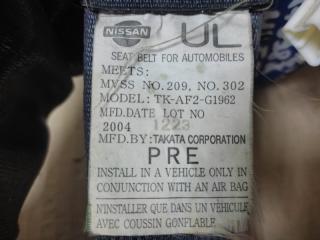 NISSAN UL
SEAT BELT FOR AUTOMOBILES
MEETS:
MVSS NO.209, NO.302
MODEL: TK-AF2-G1962
MFD.DATE LOT NO
2004 1223
MFD.BY: TAKATA CORPORATION
PRE
INSTALL IN A VEHICLE ONLY IN
CONJUNCTION WITH AN AIR BAG
N'INSTALLER QUE DANS UN VEHICULE
AVEC COUSSIN GONFLABLE